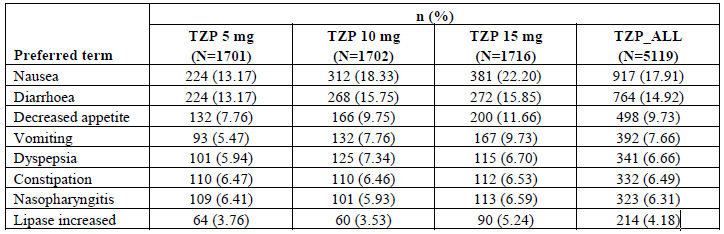 n (%)
Preferred term TZP 5 mg (N=1701) TZP 10 mg (N=1702) TZP 15 mg (N=1716) TZP_ALL (N=5119)
Nausea 224 (13.17) 312 (18.33) 381 (22.20) 917 (17.91)
Diarrhoea 224 (13.17) 268 (15.75) 272 (15.85) 764 (14.92)
Decreased appetite 132 (7.76) 166 (9.75) 200 (11.66) 498 (9.73)
Vomiting 93 (5.47) 132 (7.76) 167 (9.73) 392 (7.66)
Dyspepsia 101 (5.94) 125 (7.34) 115 (6.70) 341 (6.66)
Constipation 110 (6.47) 110 (6.46) 112 (6.53) 332 (6.49)
Nasopharyngitis 109 (6.41) 101 (5.93) 113 (6.59) 323 (6.31)
Lipase increased 64 (3.76) 60 (3.53) 90 (5.24) 214 (4.18)